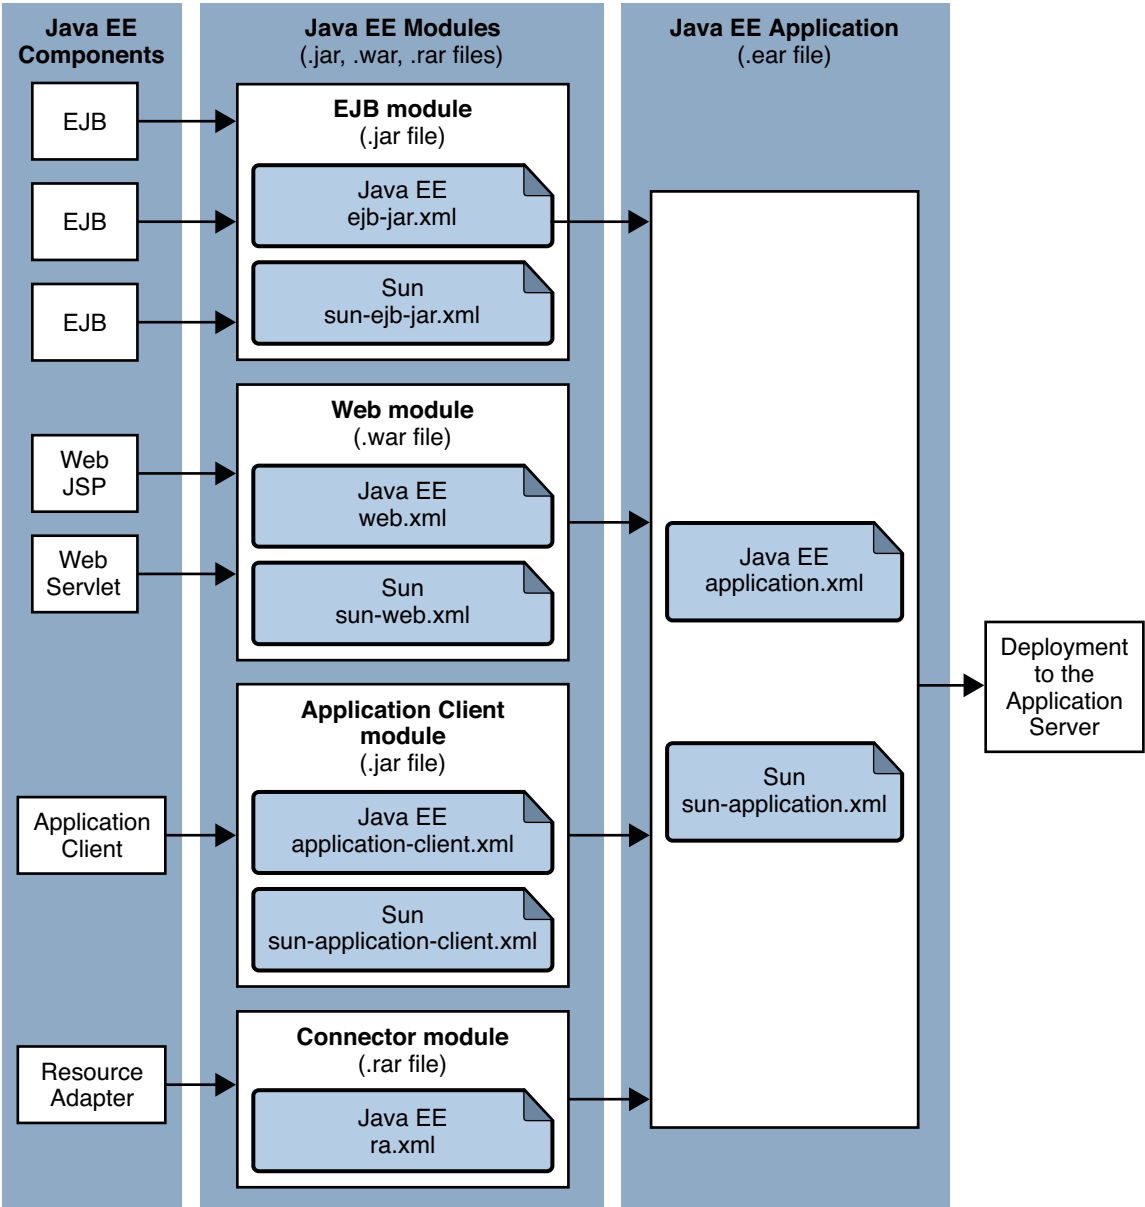 Java EE
Components
Java EE Modules
(.jar, .war, .rar files)
Java EE Application
(.ear file)
EJB
EJB
EJB
Web
JSP
Web
Servlet
Application
Client
Resource
Adapter
EJB module
(.jar file)
Java EE
ejb-jar.xml
Sun
sun-ejb-jar.xml
Web module
(.war file)
Java EE
web.xml
Sun
sun-web.xml
Application Client
module
(.jar file)
Java EE
application-client.xml
Sun
sun-application-client.xml
Connector module
(.rar file)
Java EE
ra.xml
Java EE
application.xml
Sun
sun-application.xml
Deployment
to the
Application
Server